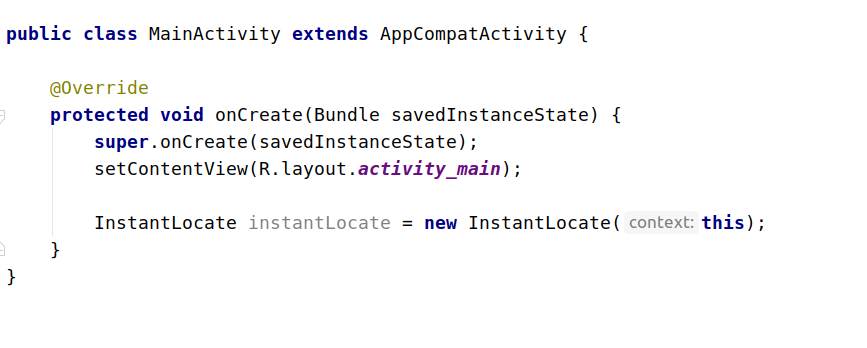 public class MainActivity extends AppCompatActivity {
@Override
protected void onCreate(Bundle savedInstanceState) {
super.onCreate(savedInstanceState);
setContentView(R.layout.activity_main);
InstantLocate instantLocate = new InstantLocate( context: this);
}
}